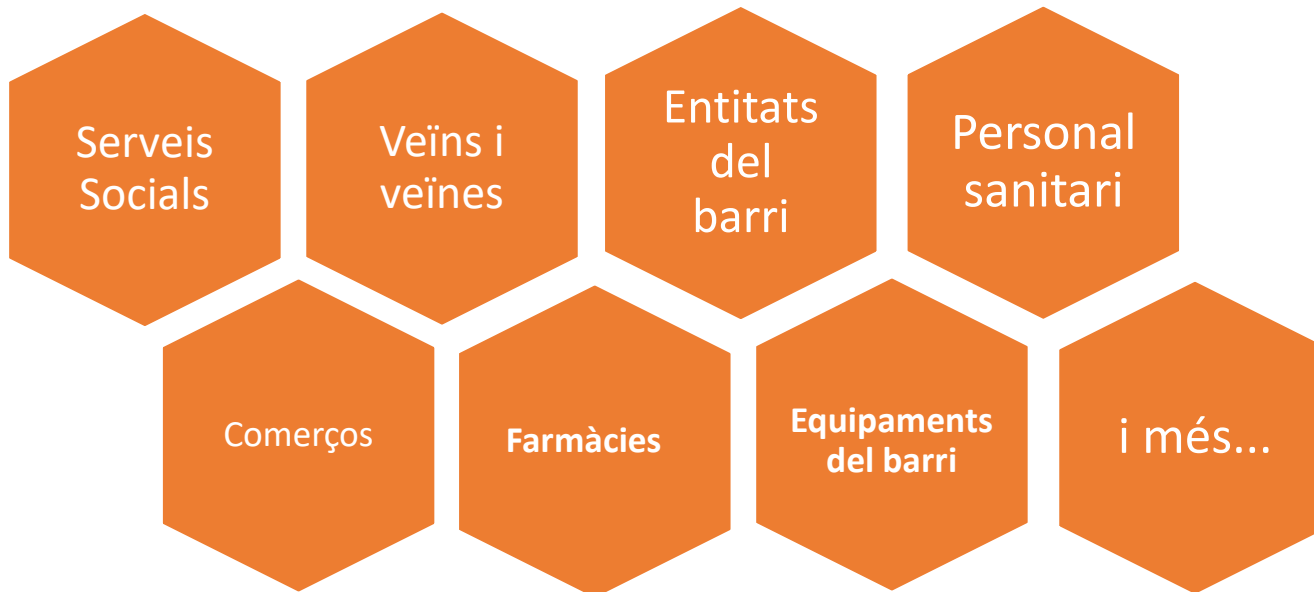 Serveis
Socials
Veïns i
veïnes
Entitats
del
barri
Personal
sanitari
Comerços
Farmàcies
Equipaments
del barri
i més...